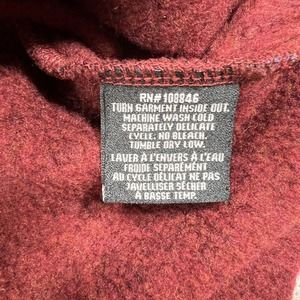 RN# 108846
TURN GARMENT INSIDE OUT.
MACHINE WASH COLD
SEPARATELY DELICATE
CYCLE. NO BLEACH.
TUMBLE DRY LOW.
LAVER À L'ENVERS À L'EAU
FROIDE SEPARÉMENT
AU CYCLE DÉLICAT NE PAS
JAVELLISER SÉCHER
À BASSE TEMP.